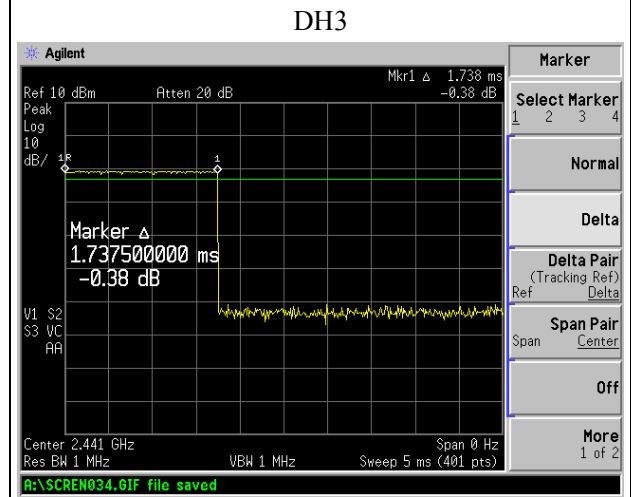 DH3
Agilent
Marker
Mkr1 Δ 1.738 ms
Ref 10 dBm Atten 20 dB -0.38 dB
Peak
Log
10
dB/
1R
1
Marker Δ
1.737500000 ms
-0.38 dB
V1 S2
S3 VC
AA
Center 2.441 GHz Span 0 Hz
Res BW 1 MHz VBW 1 MHz Sweep 5 ms (401 pts)
A:\SCREN034.GIF file saved
Select Marker
1 2 3 4
Normal
Delta
Delta Pair
(Tracking Ref)
Ref Delta
Span Pair
Span Center
Off
More
1 of 2